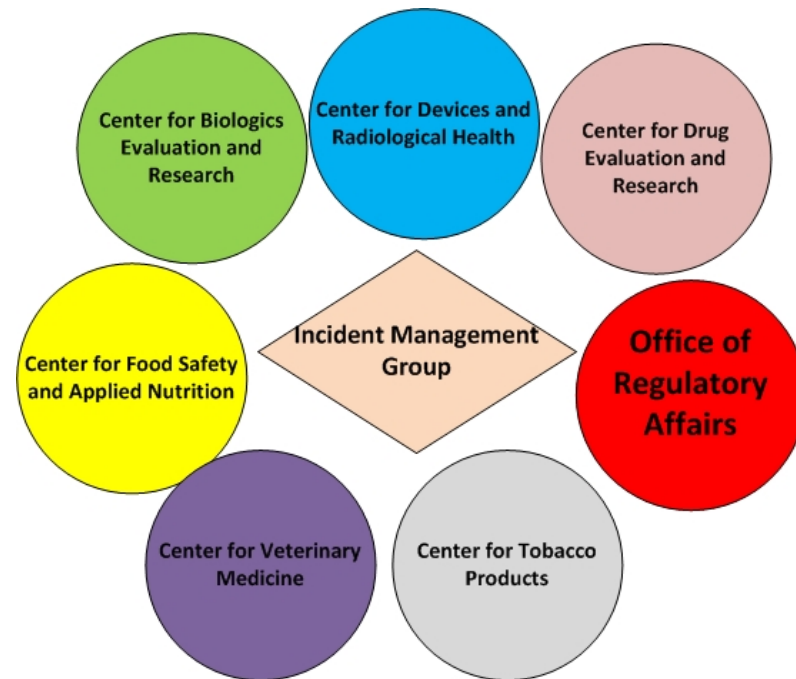 Center for Biologics
Evaluation and
Research
Center for Devices and
Radiological Health
Center for Drug
Evaluation and
Research
Center for Food Safety
and Applied Nutrition
Incident Management
Group
Office of
Regulatory
Affairs
Center for Veterinary
Medicine
Center for Tobacco
Products